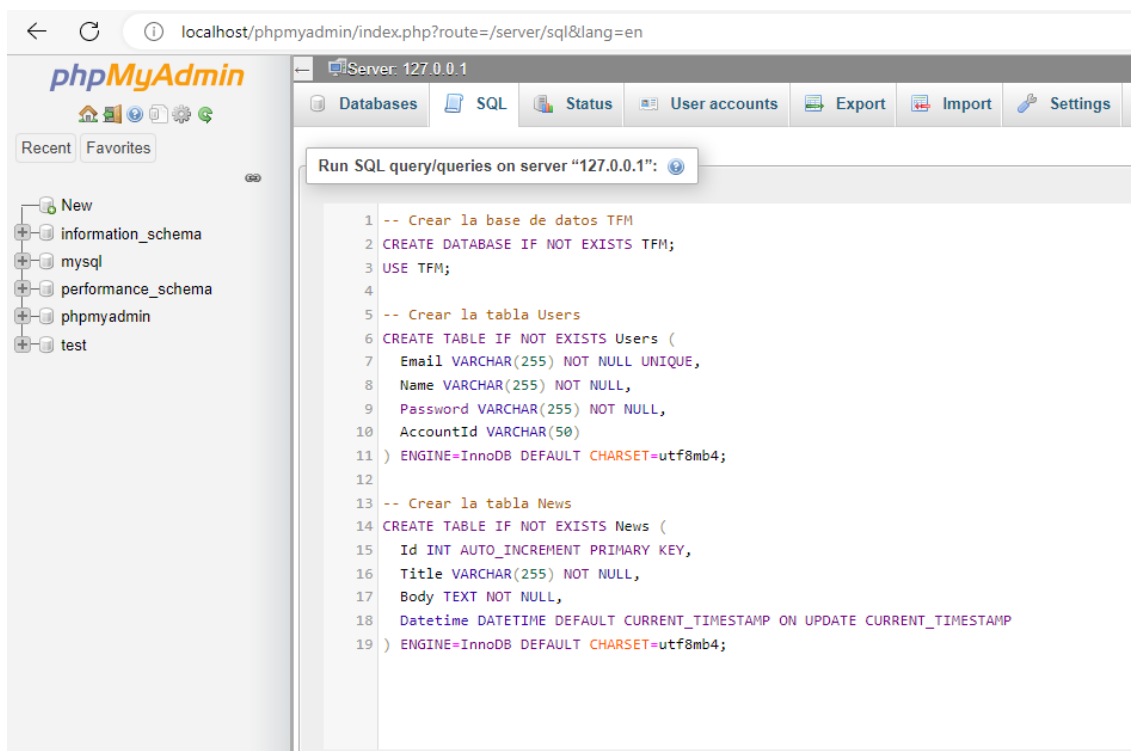 localhost/phpmyadmin/index.php?route=/server/sql&lang=en
phpMyAdmin
Recent Favorites
New
information_schema
mysql
performance_schema
phpmyadmin
test
Server: 127.0.0.1
Databases SQL Status User accounts Export Import Settings
Run SQL query/queries on server “127.0.0.1”:
1 -- Crear la base de datos TFM
2 CREATE DATABASE IF NOT EXISTS TFM;
3 USE TFM;
4
5 -- Crear la tabla Users
6 CREATE TABLE IF NOT EXISTS Users (
7 Email VARCHAR(255) NOT NULL UNIQUE,
8 Name VARCHAR(255) NOT NULL,
9 Password VARCHAR(255) NOT NULL,
10 AccountId VARCHAR(50)
11 ) ENGINE=InnoDB DEFAULT CHARSET=utf8mb4;
12
13 -- Crear la tabla News
14 CREATE TABLE IF NOT EXISTS News (
15 Id INT AUTO_INCREMENT PRIMARY KEY,
16 Title VARCHAR(255) NOT NULL,
17 Body TEXT NOT NULL,
18 Datetime DATETIME DEFAULT CURRENT_TIMESTAMP ON UPDATE CURRENT_TIMESTAMP
19 ) ENGINE=InnoDB DEFAULT CHARSET=utf8mb4;